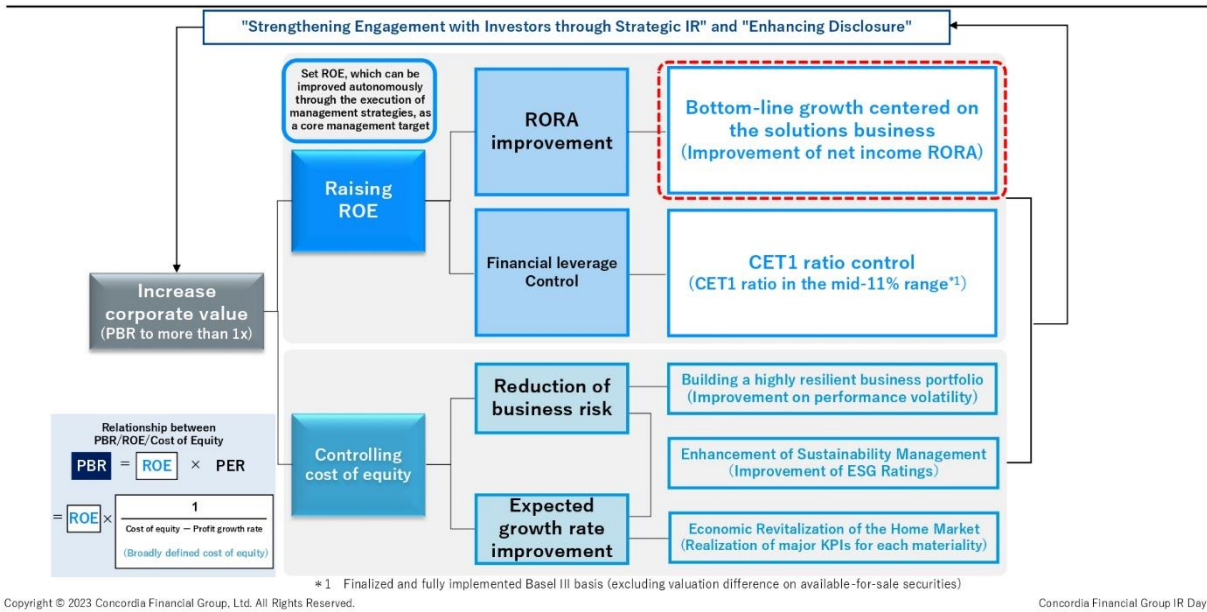 "Strengthening Engagement with Investors through Strategic IR" and "Enhancing Disclosure"
Set ROE, which can be
improved autonomously
through the execution of
management strategies, as
a core management target
Raising
ROE
RORA
improvement
Bottom-line growth centered on
the solutions business
(Improvement of net income RORA)
Financial leverage
Control
CET1 ratio control
(CET1 ratio in the mid-11% range*1)
Increase
corporate value
(PBR to more than 1x)
Controlling
cost of equity
Reduction of
business risk
Building a highly resilient business portfolio
(Improvement on performance volatility)
Enhancement of Sustainability Management
(Improvement of ESG Ratings)
Expected
growth rate
improvement
Economic Revitalization of the Home Market
(Realization of major KPIs for each materiality)
Relationship between
PBR/ROE/Cost of Equity
PBR = ROE × PER
= ROE ×
1
Cost of equity − Profit growth rate
(Broadly defined cost of equity)
*1 Finalized and fully implemented Basel III basis (excluding valuation difference on available-for-sale securities)
Copyright © 2023 Concordia Financial Group, Ltd. All Rights Reserved.
Concordia Financial Group IR Day